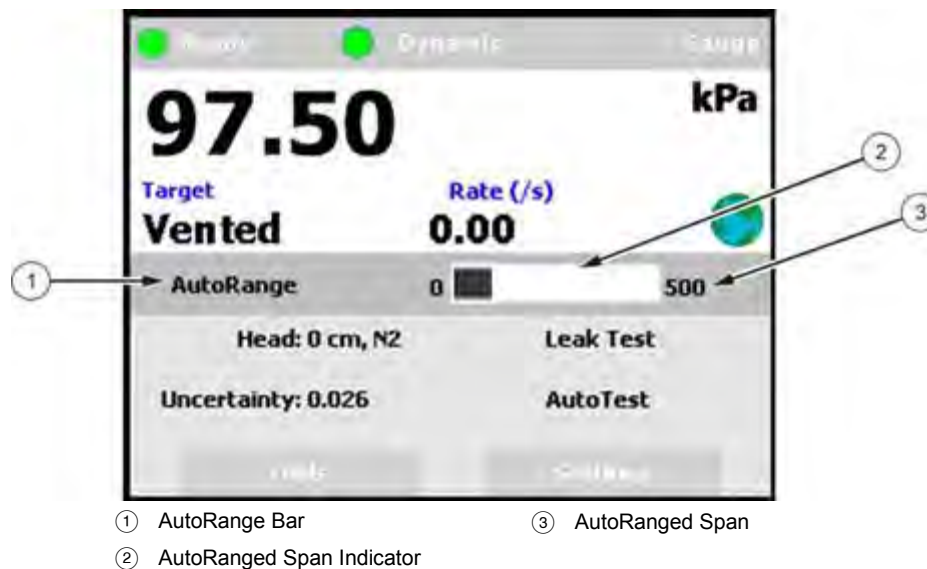 Ready Dynamic Gauge
97.50 kPa
Target Rate (/s)
Vented 0.00
AutoRange 0 500
Head: 0 cm, N2 Leak Test
Uncertainty: 0.026 AutoTest
1
2
3
1 AutoRange Bar
3 AutoRanged Span
2 AutoRanged Span Indicator